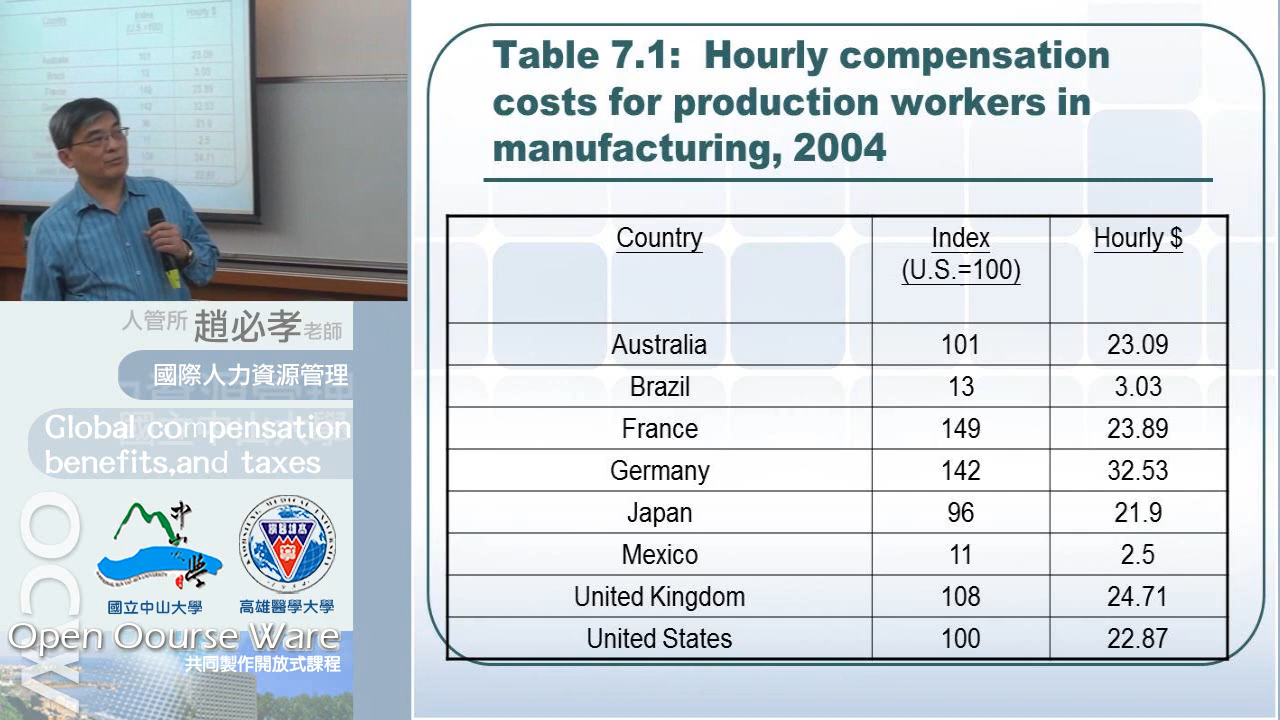 Table 7.1: Hourly compensation
costs for production workers in
manufacturing, 2004
Country Index Hourly $
(U.S.=100)
Australia 101 23.09
Brazil 13 3.03
France 149 23.89
Germany 142 32.53
Japan 96 21.9
Mexico 11 2.5
United Kingdom 108 24.71
United States 100 22.87
人管所 趙必孝老師
國際人力資源管理
Global compensation
benefits,and taxes
國立中山大學
高雄醫學大學
OCW
Open Oourse Ware
共同製作開放式課程